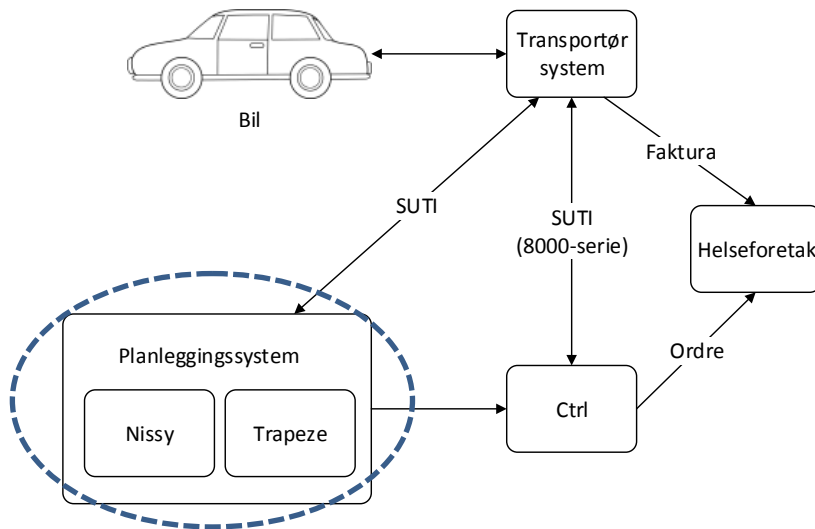 Transportør
system
Bil
Faktura
SUTI
SUTI
(8000-serie)
Helseforetak
Planleggingssystem
Ordre
Nissy
Trapeze
Ctrl